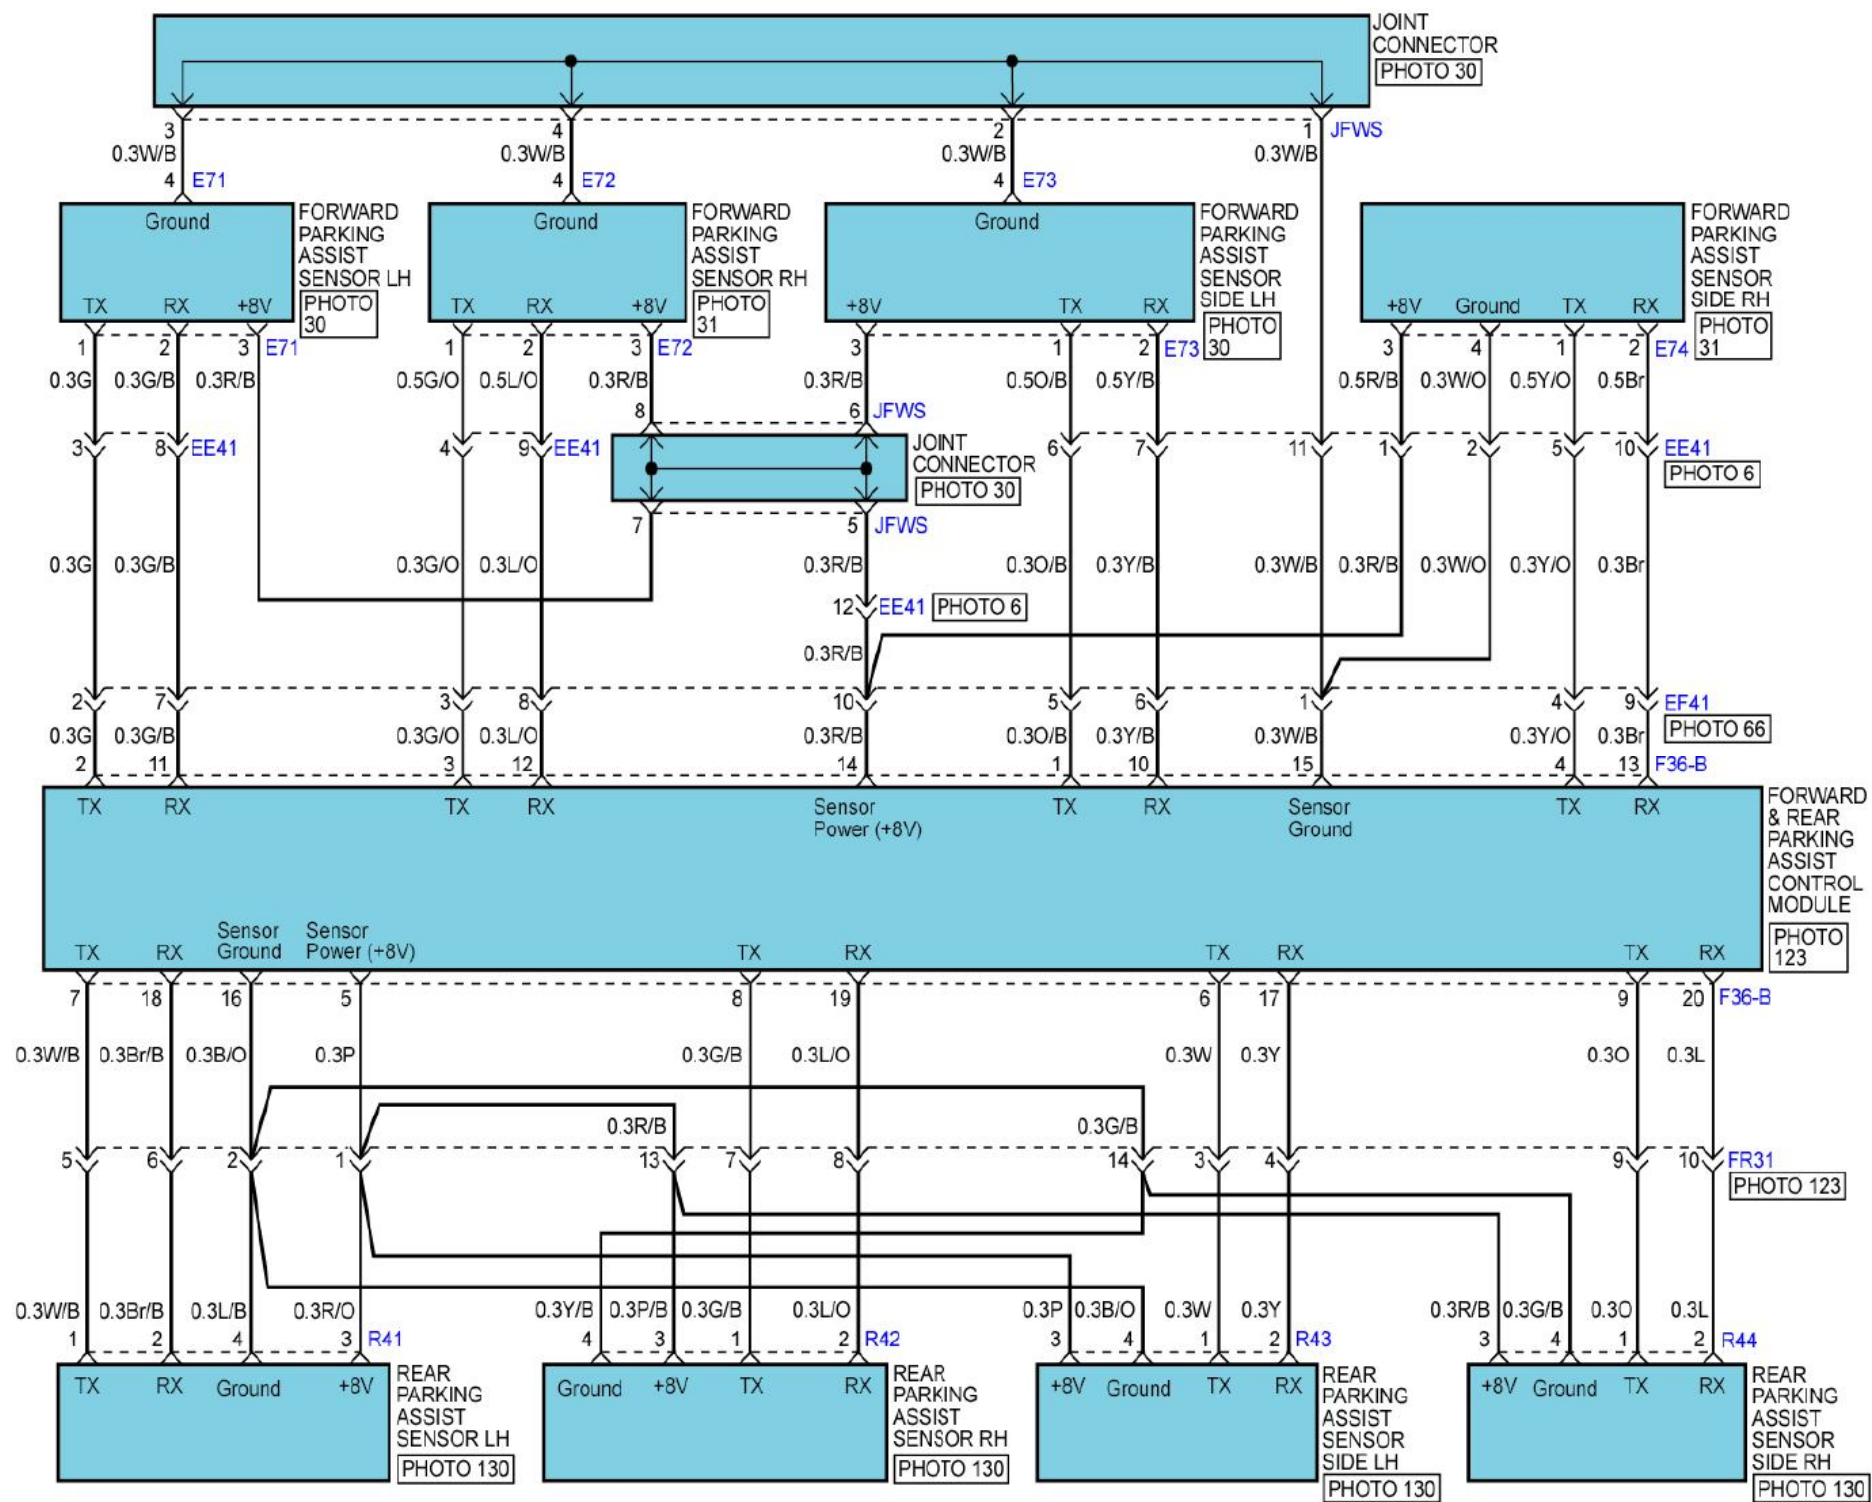 JOINT
CONNECTOR
PHOTO 30
3 4 2 1 JFWS
0.3W/B 0.3W/B 0.3W/B 0.3W/B
4 E71 4 E72 4 E73
Ground Ground Ground
FORWARD
PARKING
ASSIST
SENSOR LH
PHOTO
30
FORWARD
PARKING
ASSIST
SENSOR RH
PHOTO
31
FORWARD
PARKING
ASSIST
SENSOR
SIDE LH
PHOTO
30
FORWARD
PARKING
ASSIST
SENSOR
SIDE RH
PHOTO
31
TX RX +8V TX RX +8V +8V TX RX +8V Ground TX RX
1 2 3 E71 1 2 3 E72 3 1 2 E73 3 4 1 2 E74
0.3G 0.3G/B 0.3R/B 0.5G/O 0.5L/O 0.3R/B 0.3R/B 0.5O/B 0.5Y/B 0.5R/B 0.3W/O 0.5Y/O 0.5Br
8 6 JFWS
3 8 EE41 4 9 EE41 6 7 11 1 2 5 10 EE41
PHOTO 6
JOINT
CONNECTOR
PHOTO 30
7 5 JFWS
0.3G 0.3G/B 0.3G/O 0.3L/O 0.3R/B 0.3O/B 0.3Y/B 0.3W/B 0.3R/B 0.3W/O 0.3Y/O 0.3Br
12 EE41 PHOTO 6
0.3R/B
2 7 3 8 10 5 6 1 4 9 EF41
PHOTO 66
0.3G 0.3G/B 0.3G/O 0.3L/O 0.3R/B 0.3O/B 0.3Y/B 0.3W/B 0.3Y/O 0.3Br
2 11 3 12 14 1 10 15 4 13 F36-B
TX RX TX RX Sensor TX RX Sensor TX RX
Power (+8V) Ground
FORWARD
& REAR
PARKING
ASSIST
CONTROL
MODULE
PHOTO
123
Sensor Sensor
TX RX Ground Power (+8V) TX RX TX RX TX RX
7 18 16 5 8 19 6 17 9 20 F36-B
0.3W/B 0.3Br/B 0.3B/O 0.3P 0.3G/B 0.3L/O 0.3W 0.3Y 0.3O 0.3L
0.3R/B 0.3G/B
5 6 2 1 13 7 8 14 3 4 9 10 FR31
PHOTO 123
0.3W/B 0.3Br/B 0.3L/B 0.3R/O 0.3Y/B 0.3P/B 0.3G/B 0.3L/O 0.3P 0.3B/O 0.3W 0.3Y 0.3R/B 0.3G/B 0.3O 0.3L
1 2 4 3 R41 4 3 1 2 R42 3 4 1 2 R43 3 4 1 2 R44
TX RX Ground +8V Ground +8V TX RX +8V Ground TX RX +8V Ground TX RX
REAR
PARKING
ASSIST
SENSOR LH
PHOTO 130
REAR
PARKING
ASSIST
SENSOR RH
PHOTO 130
REAR
PARKING
ASSIST
SENSOR
SIDE LH
PHOTO 130
REAR
PARKING
ASSIST
SENSOR
SIDE RH
PHOTO 130